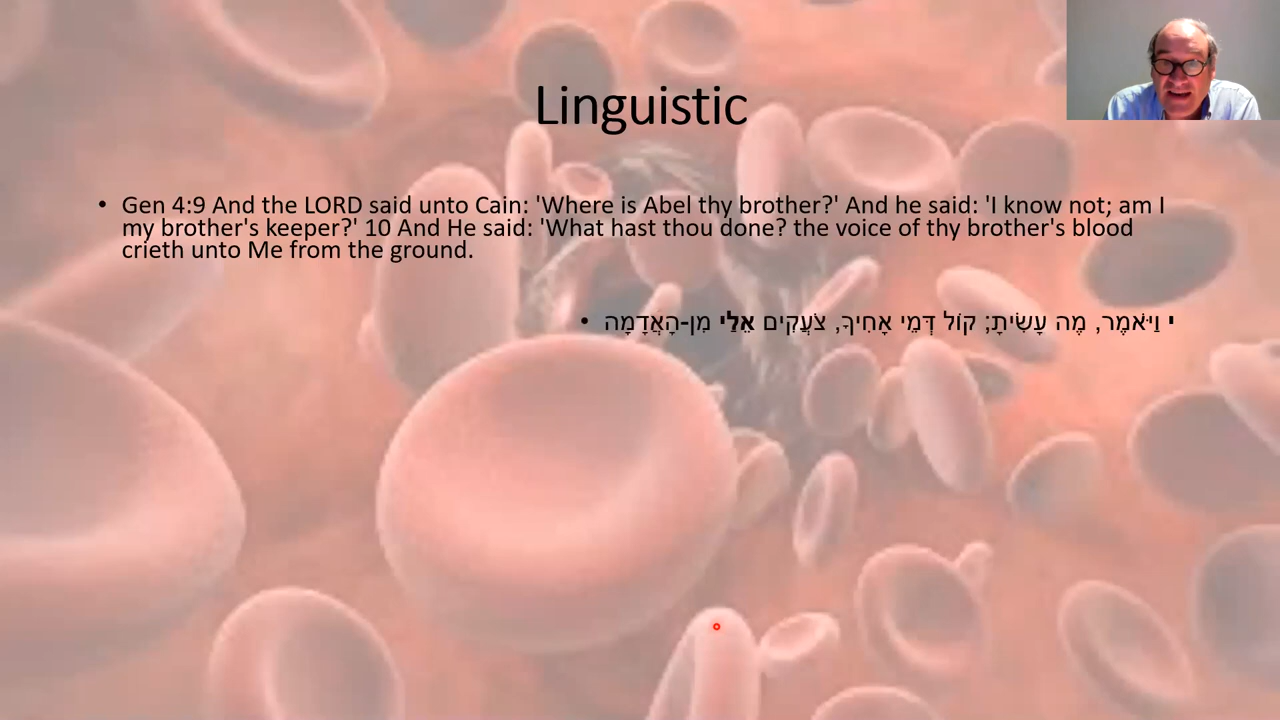 Linguistic
• Gen 4:9 And the LORD said unto Cain: 'Where is Abel thy brother?' And he said: 'I know not; am I
my brother's keeper?' 10 And He said: 'What hast thou done? the voice of thy brother's blood
crieth unto Me from the ground.
• י וַיֹּאמֶר, מֶה עָשִׂיתָ; קוֹל דְּמֵי אָחִיךָ, צֹעֲקִים אֵלַי מִן-הָאֲדָמָה